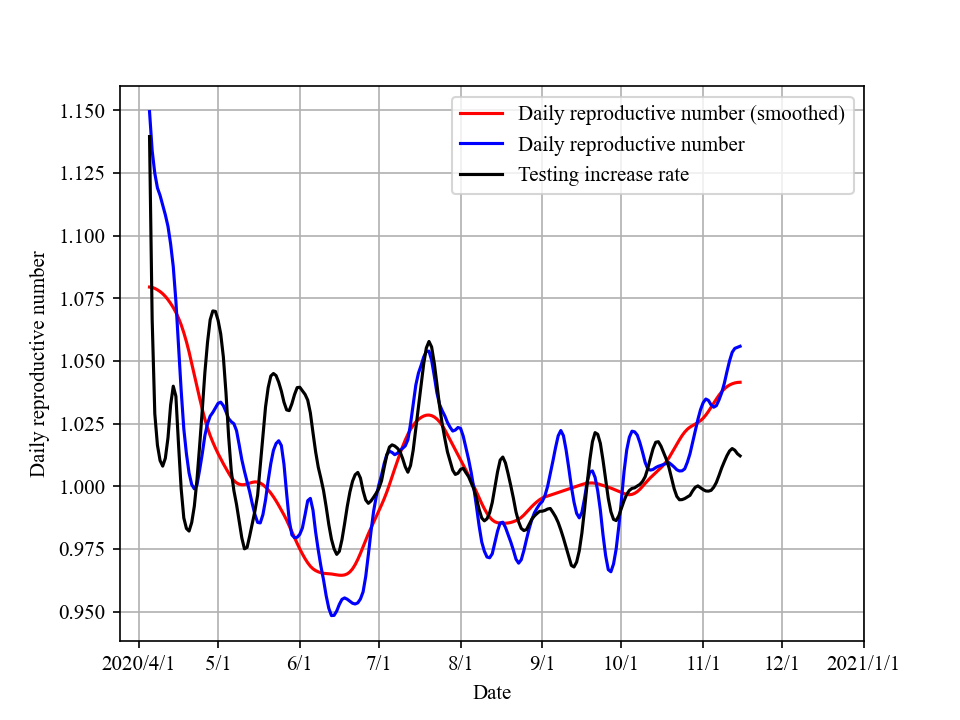 Daily reproductive number (smoothed)
Daily reproductive number
Testing increase rate
Daily reproductive number
1.150
1.125
1.100
1.075
1.050
1.025
1.000
0.975
0.950
2020/4/1 5/1 6/1 7/1 8/1 9/1 10/1 11/1 12/1 2021/1/1
Date